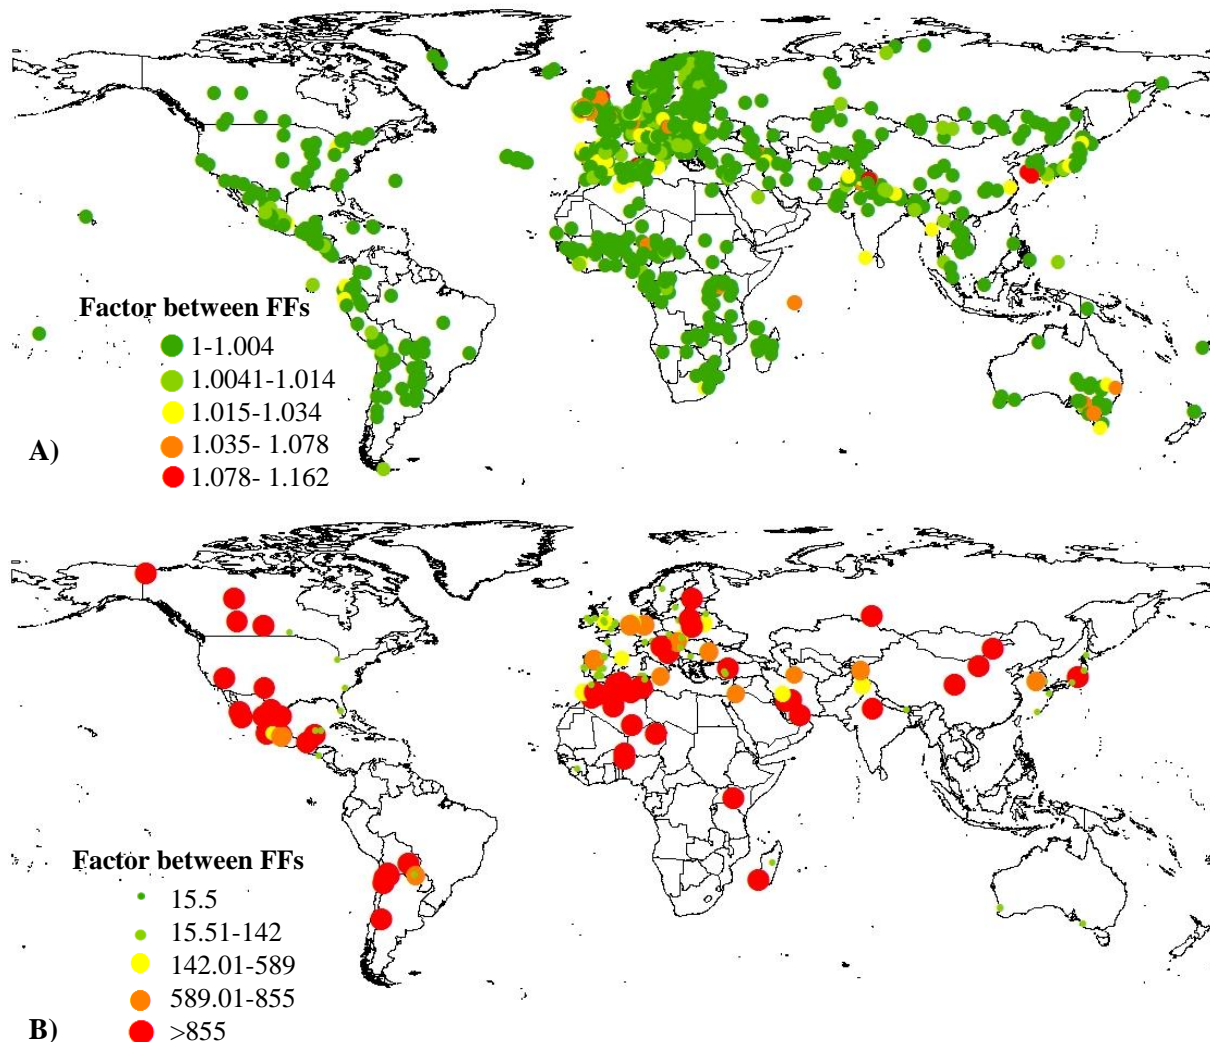 Factor between FFs
1-1.004
1.0041-1.014
1.015-1.034
1.035- 1.078
1.078- 1.162
A)
Factor between FFs
15.5
15.51-142
142.01-589
589.01-855
>855
B)